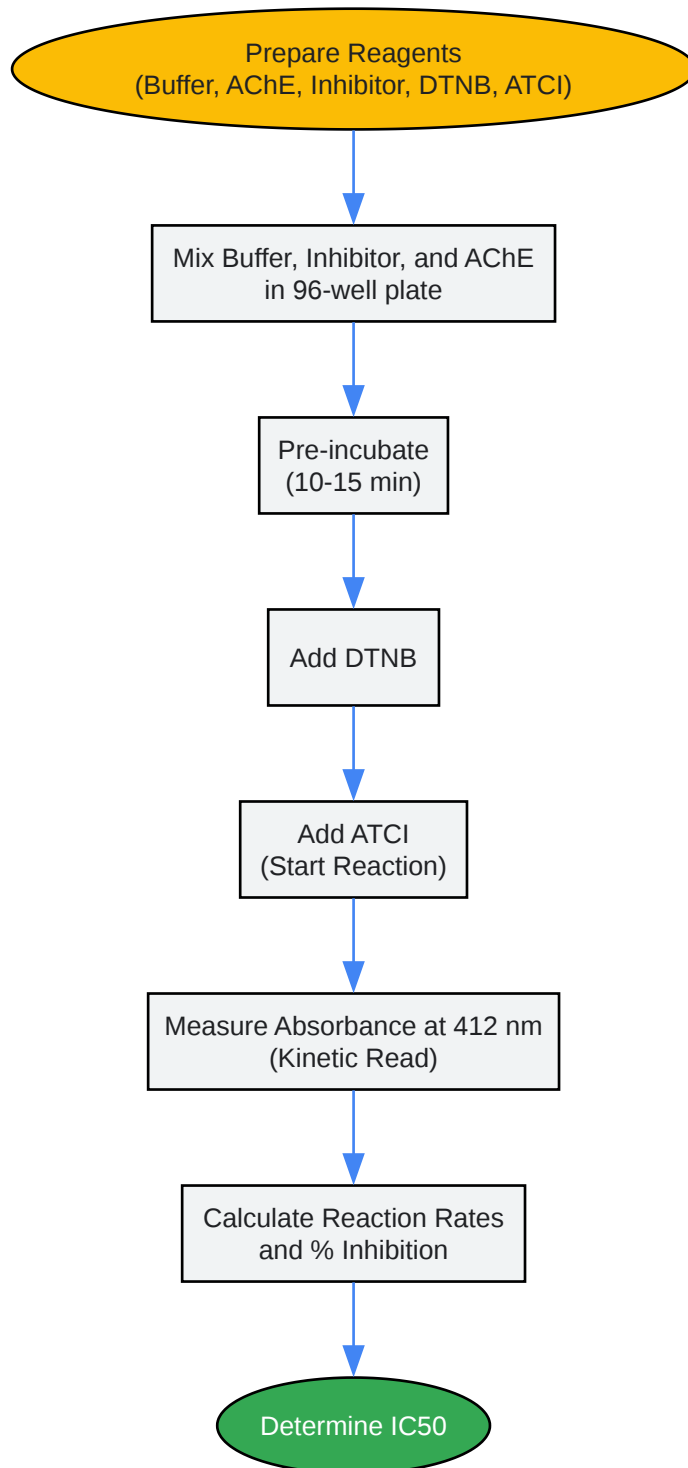 Prepare Reagents
(Buffer, AChE, Inhibitor, DTNB, ATCI)
Mix Buffer, Inhibitor, and AChE
in 96-well plate
Pre-incubate
(10-15 min)
Add DTNB
Add ATCI
(Start Reaction)
Measure Absorbance at 412 nm
(Kinetic Read)
Calculate Reaction Rates
and % Inhibition
Determine IC50